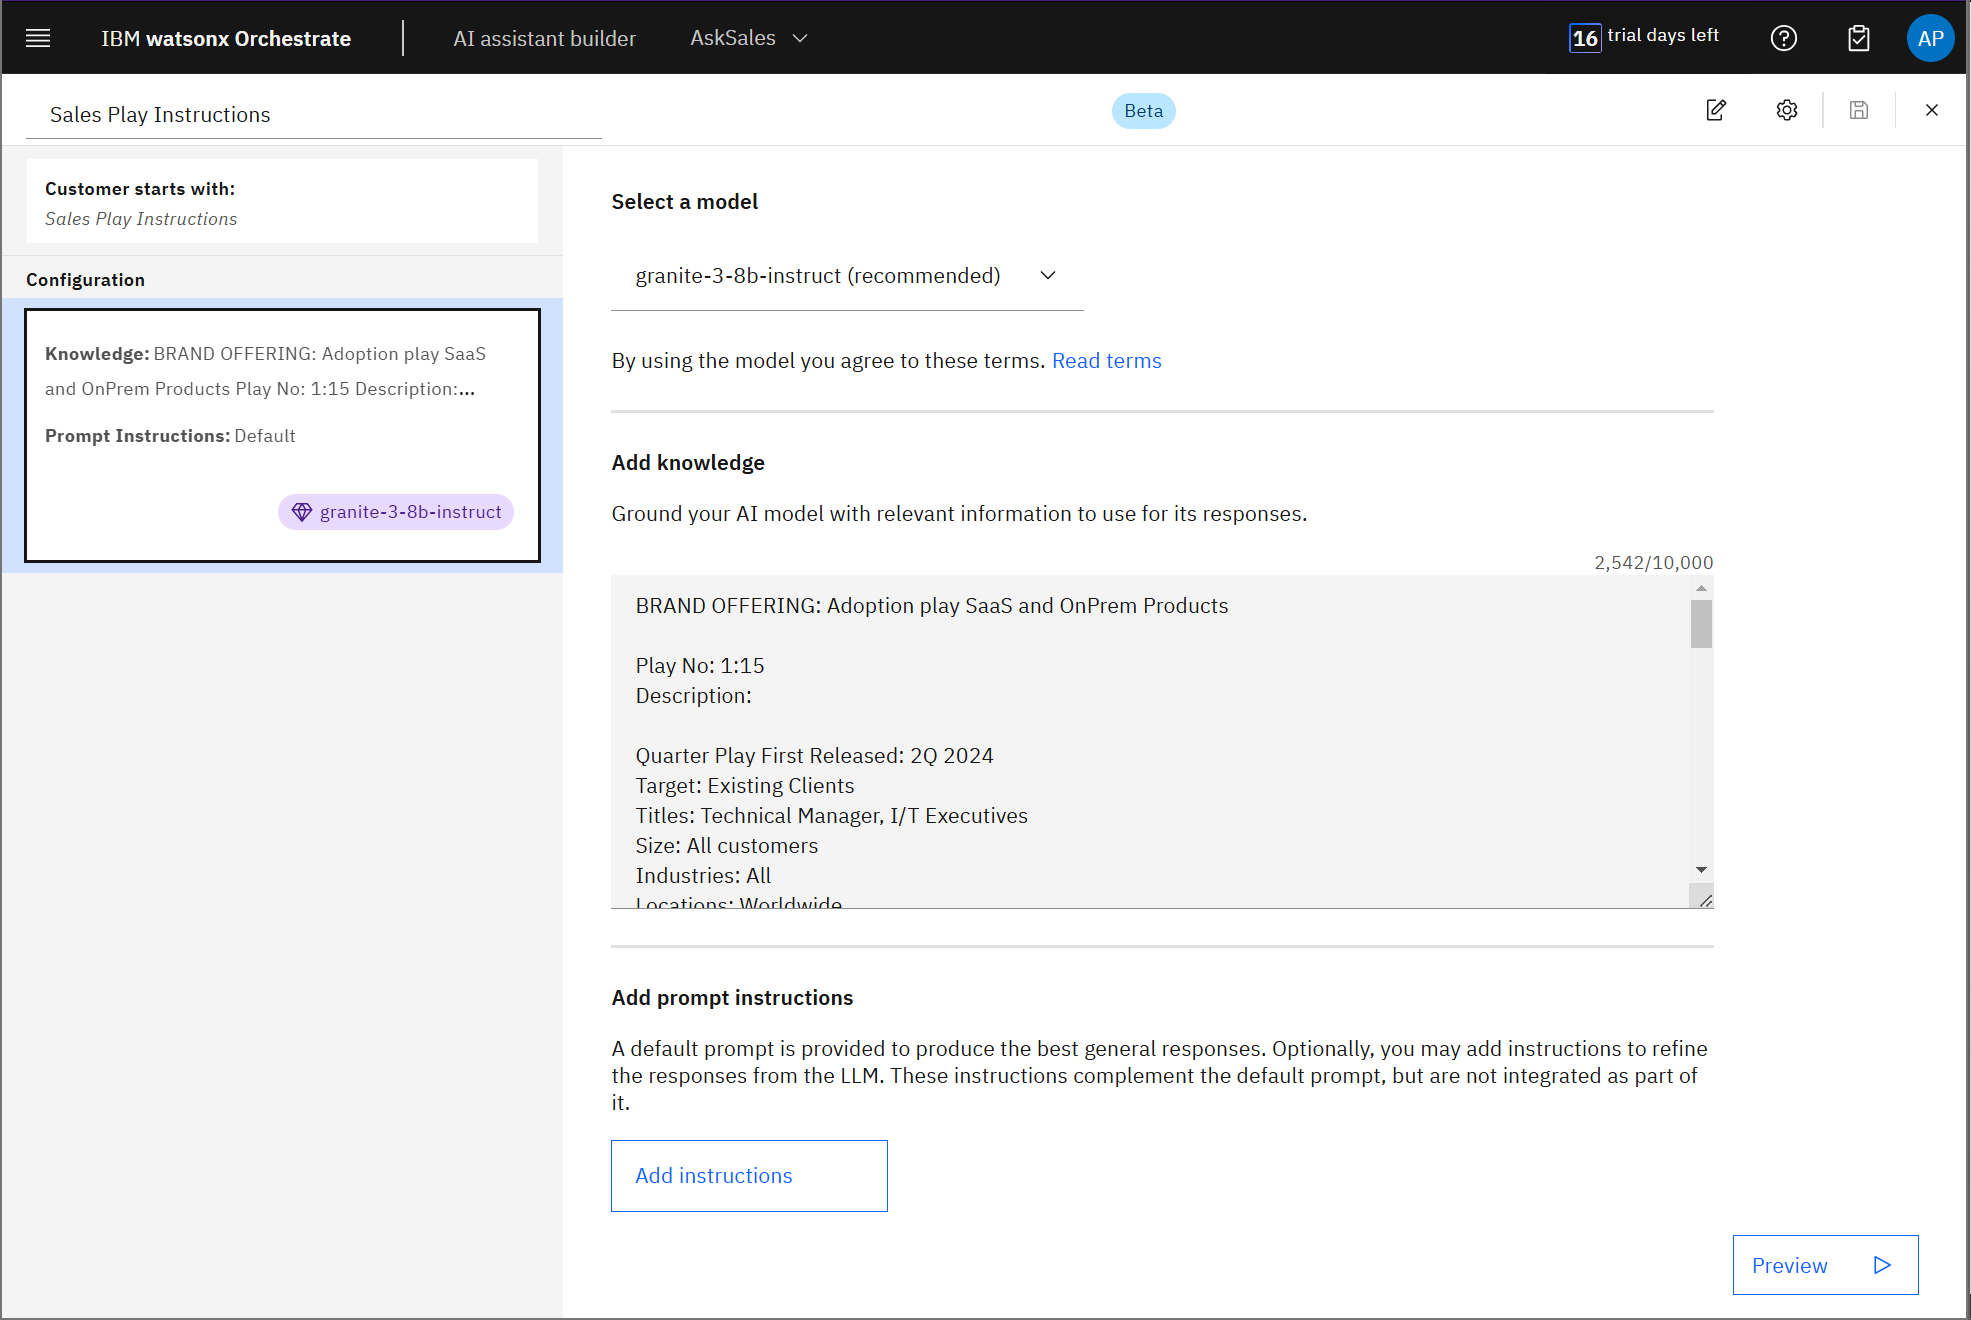 IBM watsonx Orchestrate
AI assistant builder
AskSales
16 trial days left
AP
Sales Play Instructions
Beta
Customer starts with:
Sales Play Instructions
Configuration
Knowledge: BRAND OFFERING: Adoption play SaaS
and OnPrem Products Play No: 1:15 Description:...
Prompt Instructions: Default
granite-3-8b-instruct
Select a model
granite-3-8b-instruct (recommended)
By using the model you agree to these terms. Read terms
Add knowledge
Ground your AI model with relevant information to use for its responses.
2,542/10,000
BRAND OFFERING: Adoption play SaaS and OnPrem Products
Play No: 1:15
Description:
Quarter Play First Released: 2Q 2024
Target: Existing Clients
Titles: Technical Manager, I/T Executives
Size: All customers
Industries: All
Locations: Worldwide
Add prompt instructions
A default prompt is provided to produce the best general responses. Optionally, you may add instructions to refine
the responses from the LLM. These instructions complement the default prompt, but are not integrated as part of
it.
Add instructions
Preview